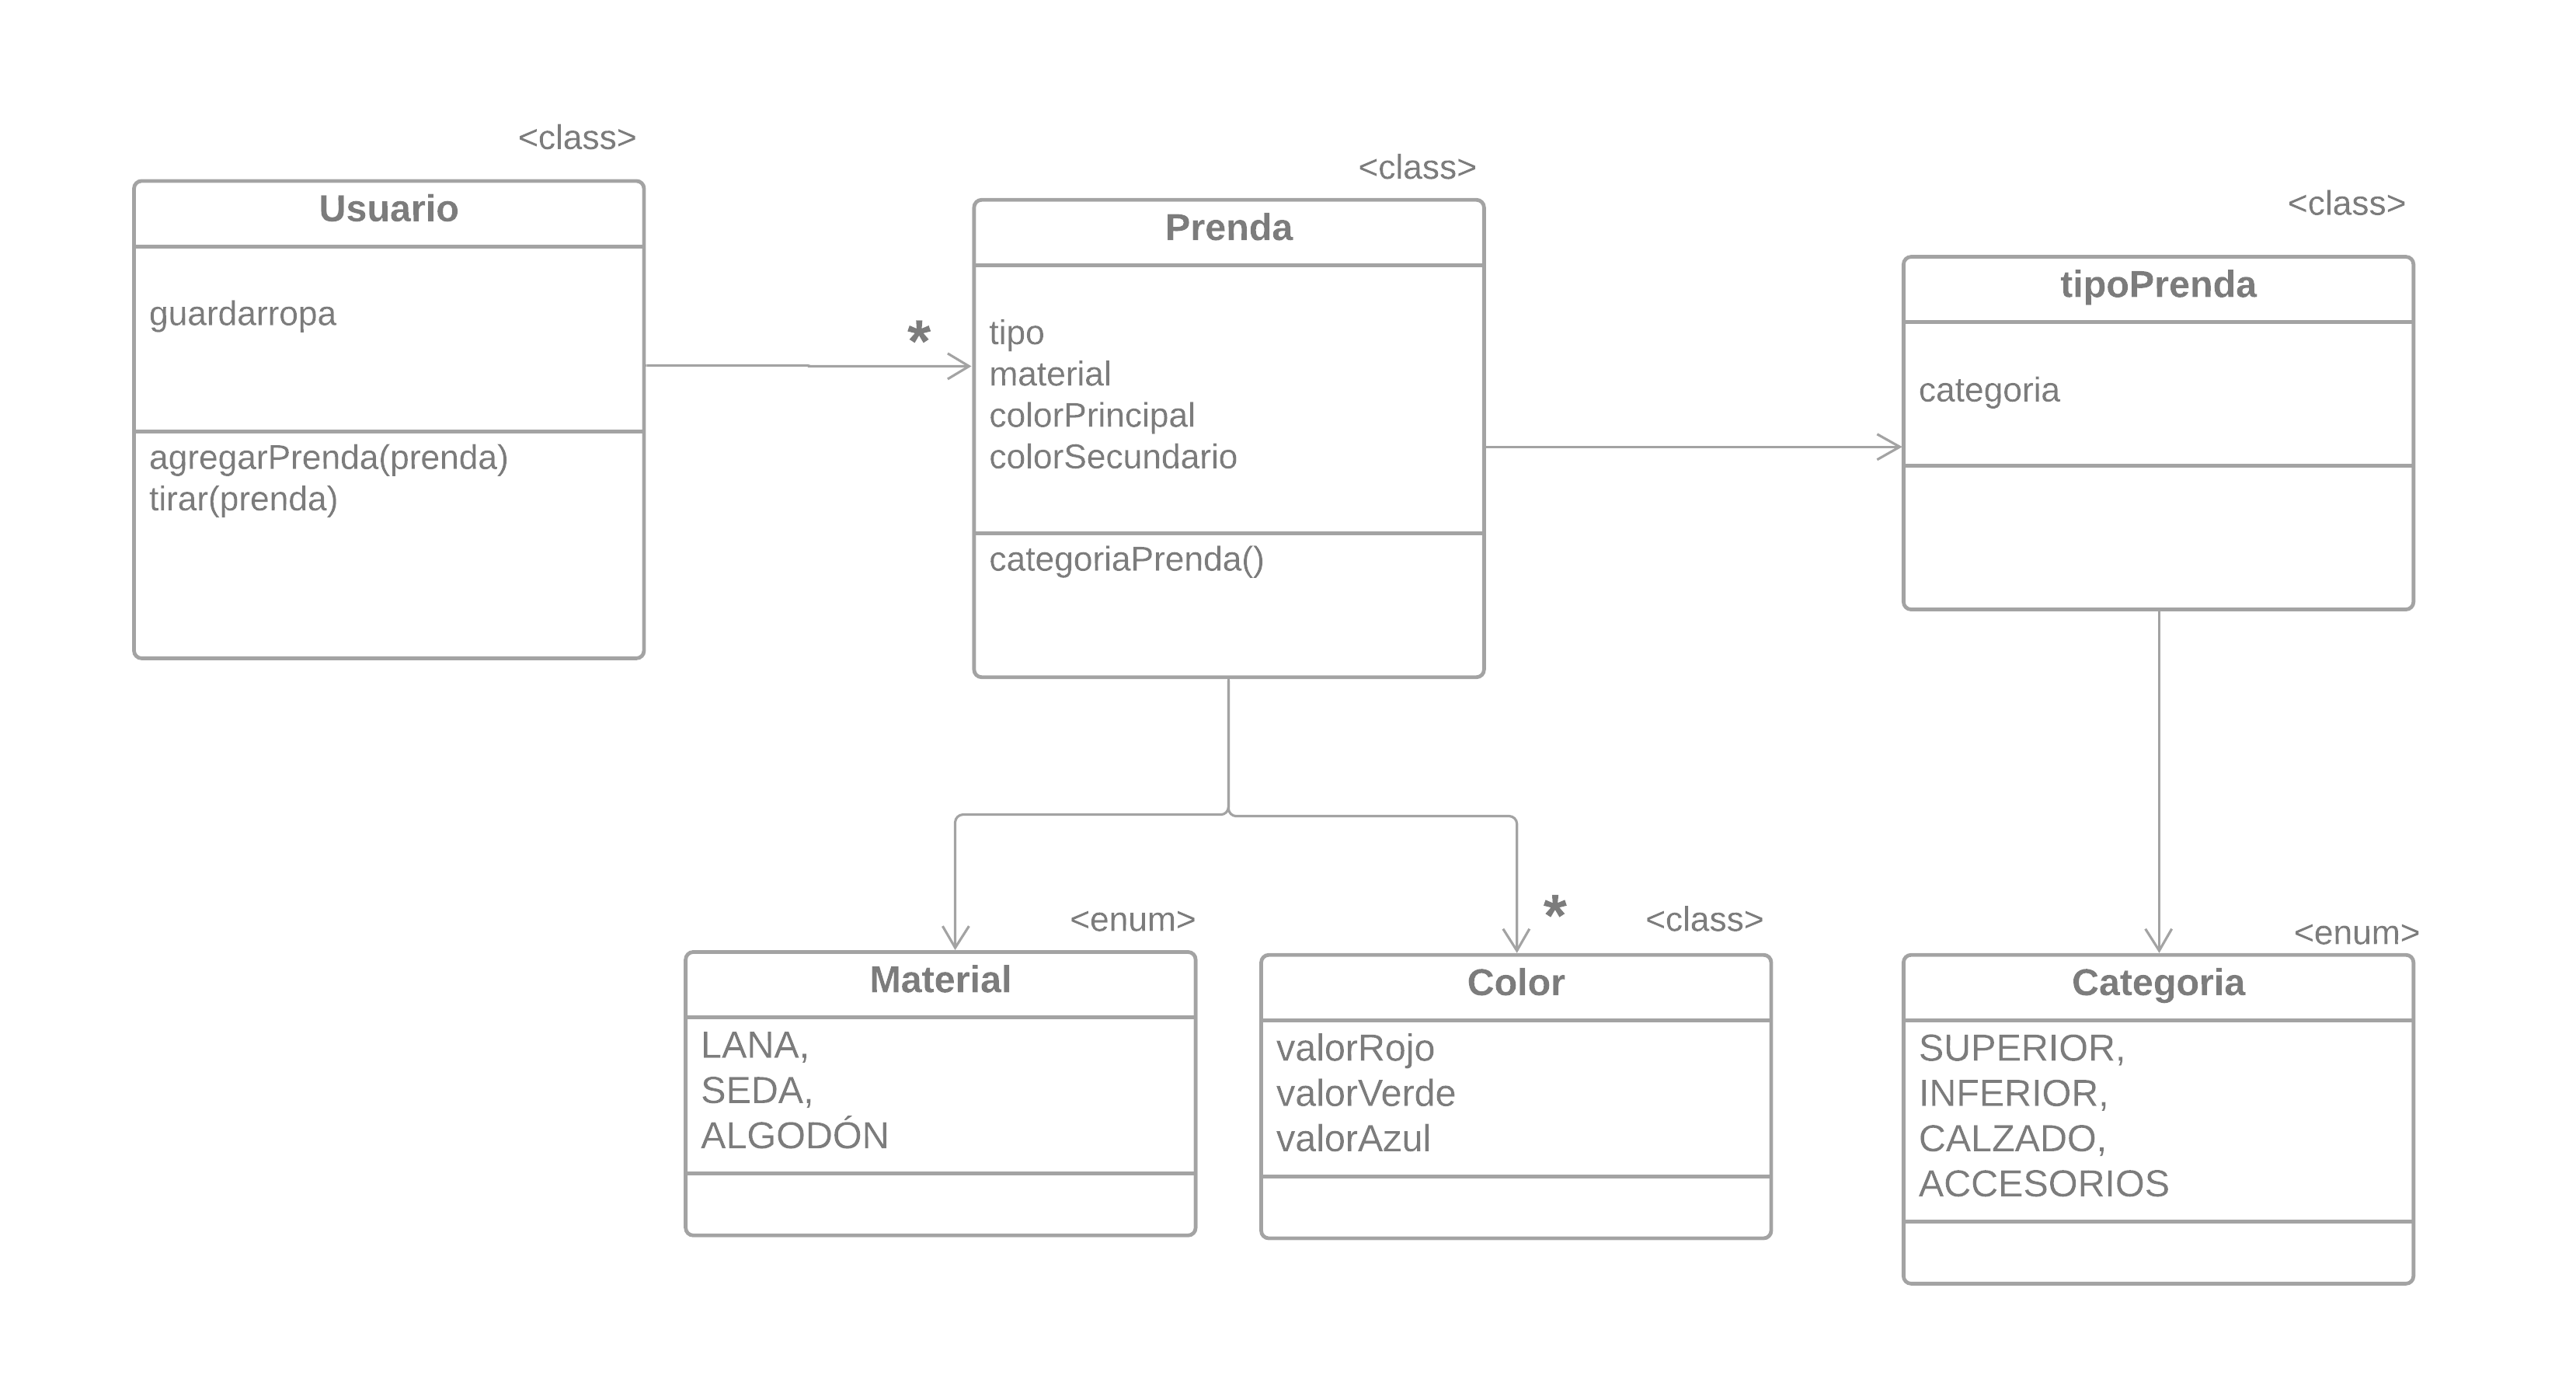 <class>
Usuario
guardarropa
agregarPrenda(prenda)
tirar(prenda)
*
<class>
Prenda
tipo
material
colorPrincipal
colorSecundario
categoriaPrenda()
<class>
tipoPrenda
categoria
<enum>
Material
LANA,
SEDA,
ALGODÓN
*
<class>
Color
valorRojo
valorVerde
valorAzul
<enum>
Categoria
SUPERIOR,
INFERIOR,
CALZADO,
ACCESORIOS